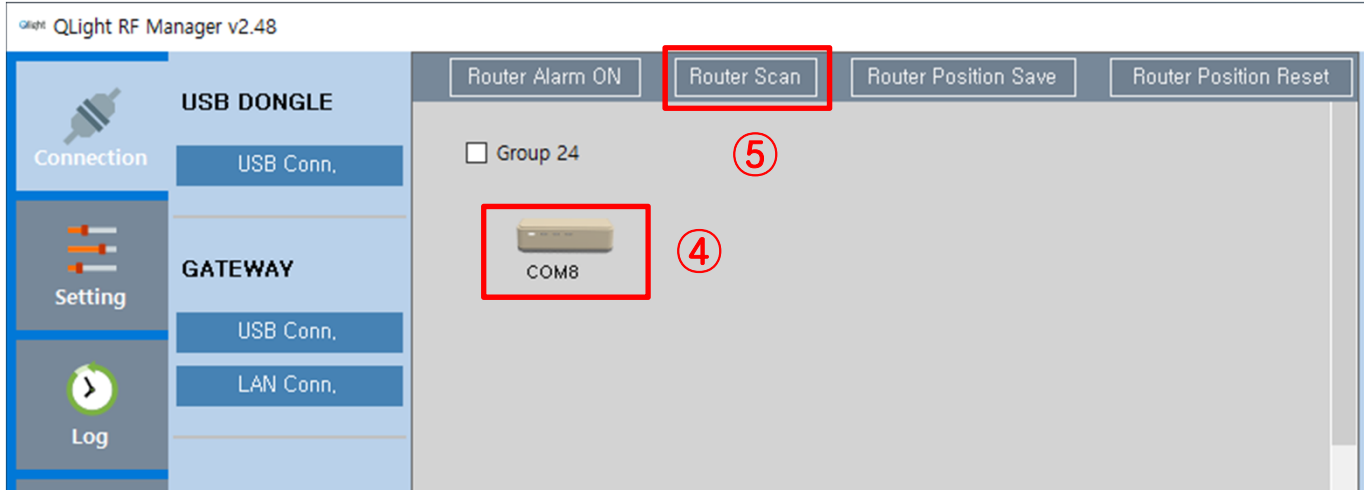 Qlight QLight RF Manager v2.48
Router Alarm ON
Router Scan
Router Position Save
Router Position Reset
Connection
USB DONGLE
USB Conn.
Group 24
⑤
④
COM8
Setting
GATEWAY
USB Conn.
LAN Conn.
Log